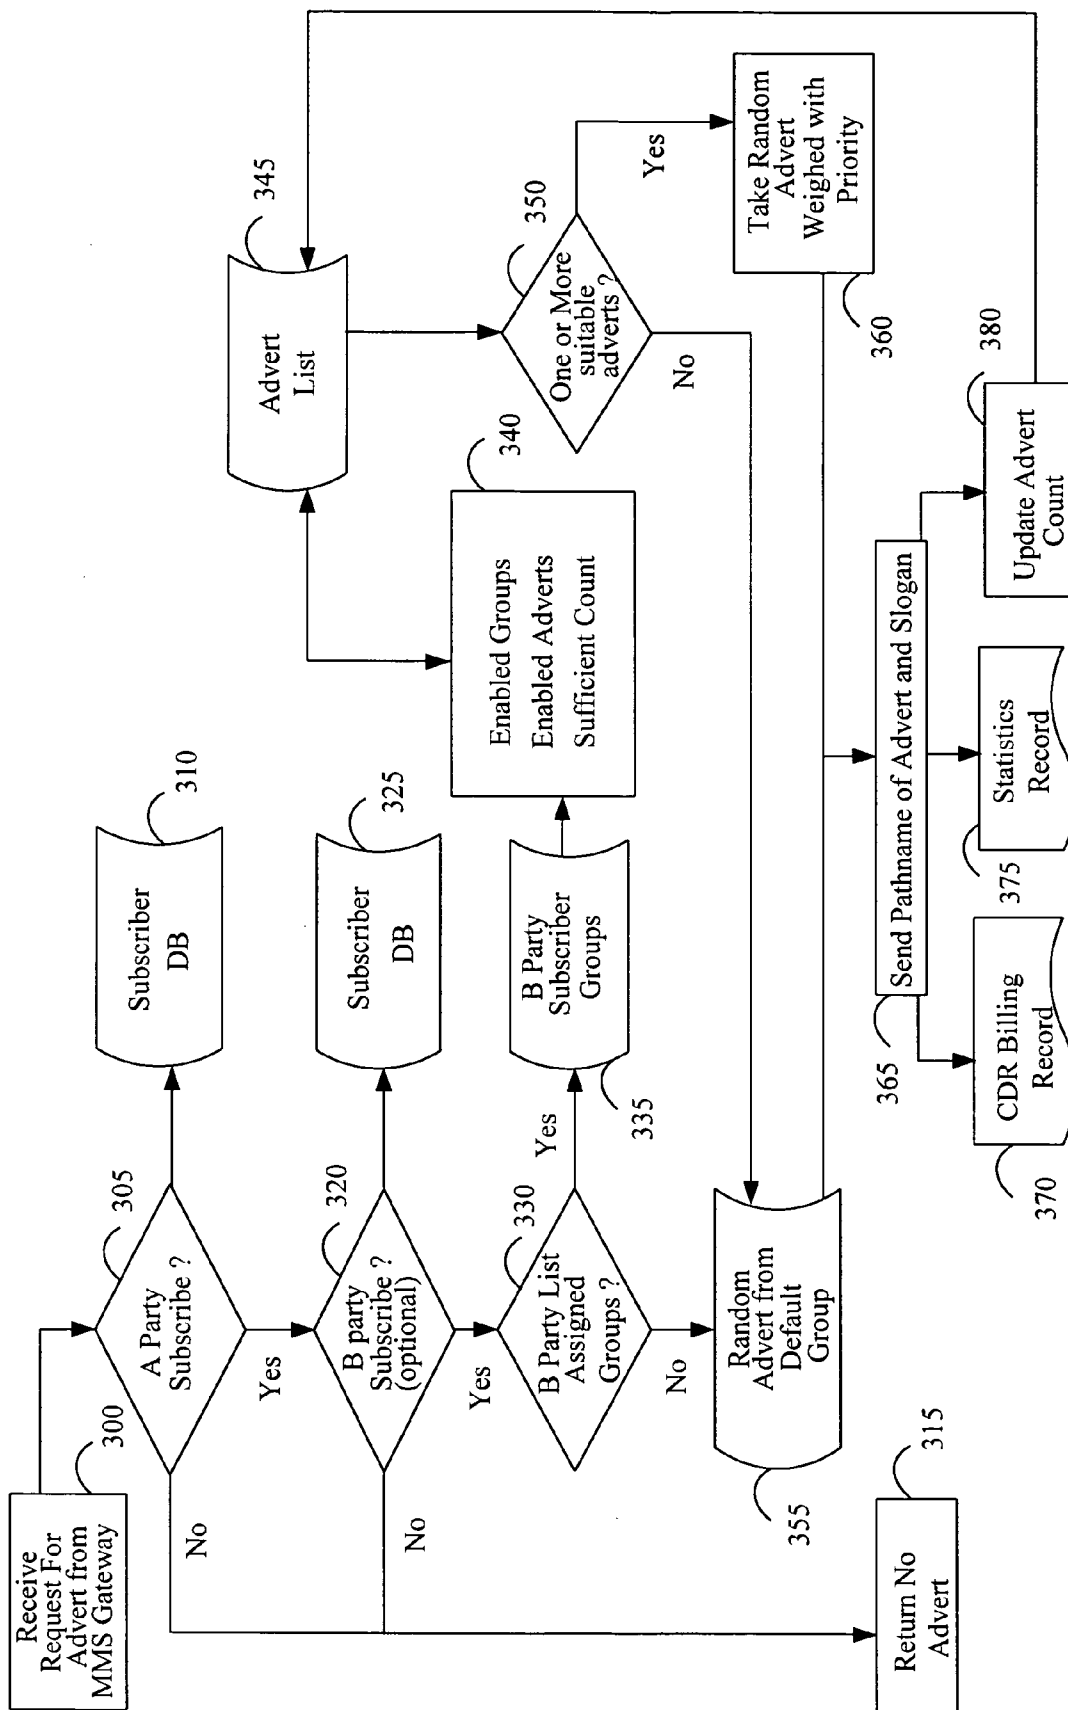 Receive
Request For
Advert from
MMS Gateway
300
A Party
Subscribe ?
305
Subscriber
DB
310
No
Yes
Return No
Advert
315
B party
Subscribe ?
(optional)
320
Subscriber
DB
325
No
Yes
B Party List
Assigned
Groups ?
330
Yes
No
B Party
Subscriber
Groups
335
Enabled Groups
Enabled Adverts
Sufficient Count
340
Advert
List
345
One or More
suitable
adverts ?
350
Yes
No
Random
Advert from
Default
Group
355
Take Random
Advert
Weighed with
Priority
360
Send Pathname of Advert and Slogan
365
CDR Billing
Record
370
Statistics
Record
375
Update Advert
Count
380